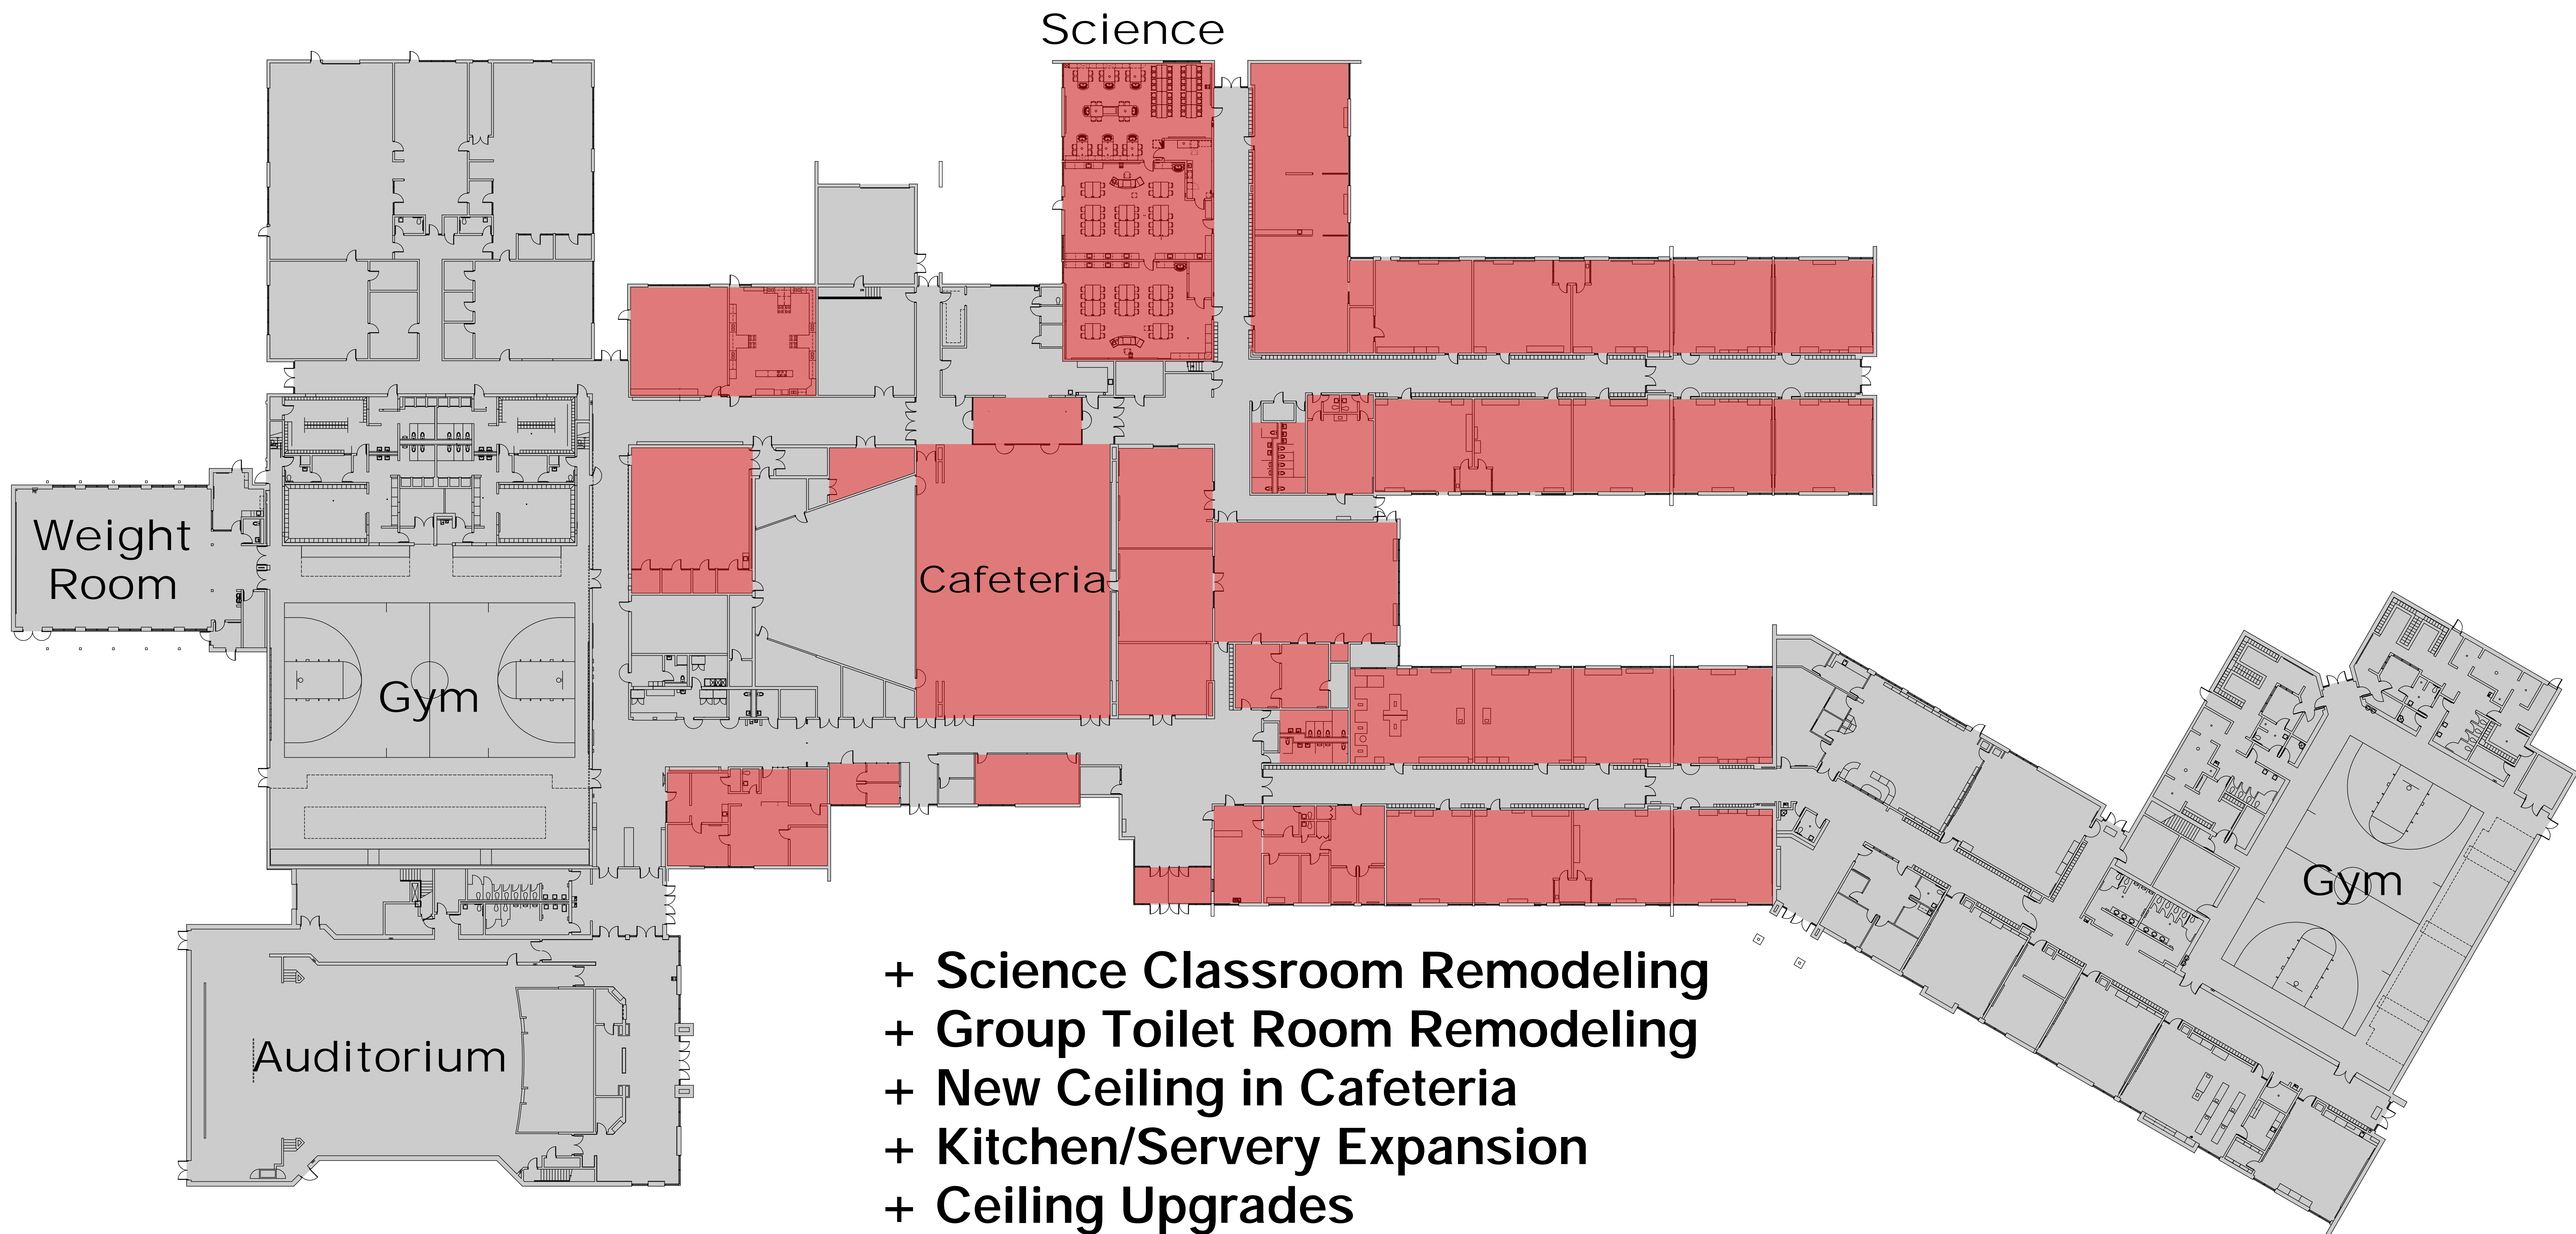 Science
Weight
Room
Cafeteria
Gym
Gym
Auditorium
+ Science Classroom Remodeling
+ Group Toilet Room Remodeling
+ New Ceiling in Cafeteria
+ Kitchen/Servery Expansion
+ Ceiling Upgrades